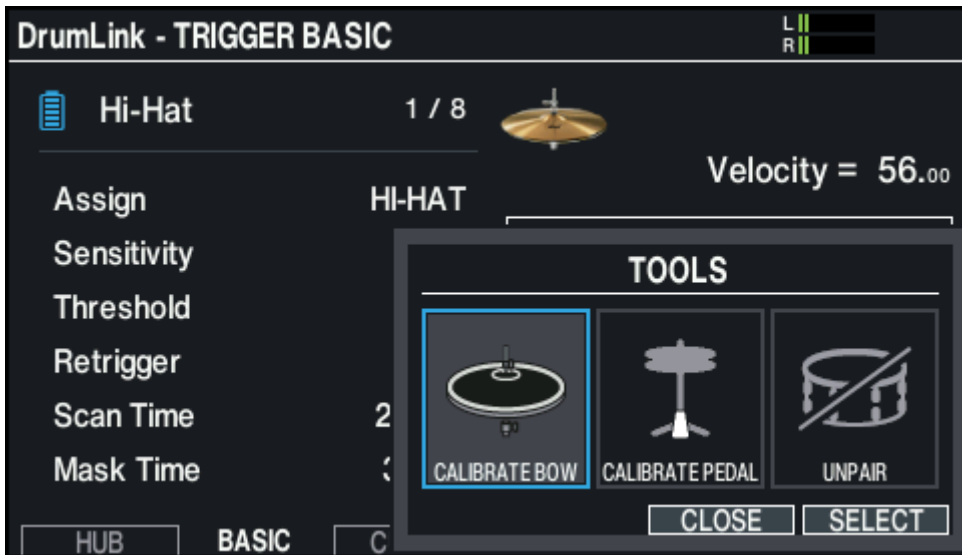 DrumLink - TRIGGER BASIC
L
R
Hi-Hat 1 / 8
Velocity = 56.00
Assign HI-HAT
Sensitivity
Threshold
Retrigger
Scan Time 2
Mask Time
TOOLS
CALIBRATE BOW CALIBRATE PEDAL UNPAIR
CLOSE SELECT
HUB BASIC C